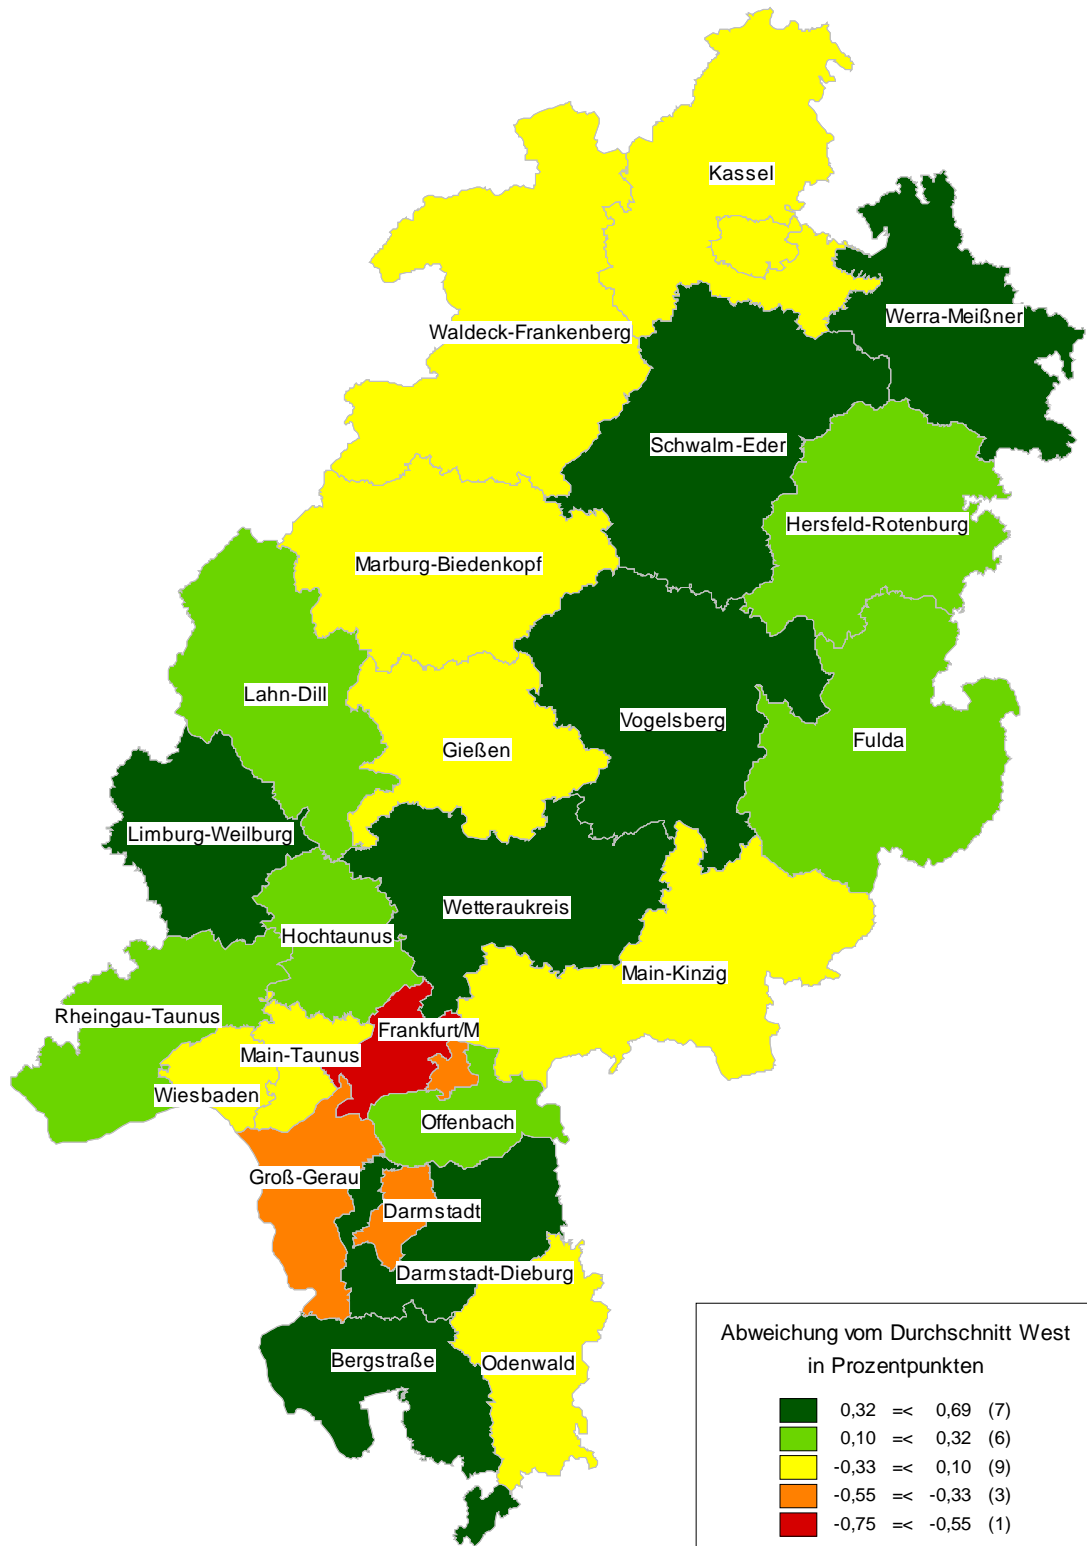 Kassel
Werra-Meißner
Waldeck-Frankenberg
Schwalm-Eder
Hersfeld-Rotenburg
Marburg-Biedenkopf
Lahn-Dill
Vogelsberg
Fulda
Gießen
Limburg-Weilburg
Wetteraukreis
Hochtaunus
Main-Kinzig
Rheingau-Taunus
Frankfurt/M
Main-Taunus
Wiesbaden
Offenbach
Groß-Gerau
Darmstadt
Darmstadt-Dieburg
Bergstraße
Odenwald
Abweichung vom Durchschnitt West
in Prozentpunkten
0,32 =< 0,69 (7)
0,10 =< 0,32 (6)
-0,33 =< 0,10 (9)
-0,55 =< -0,33 (3)
-0,75 =< -0,55 (1)